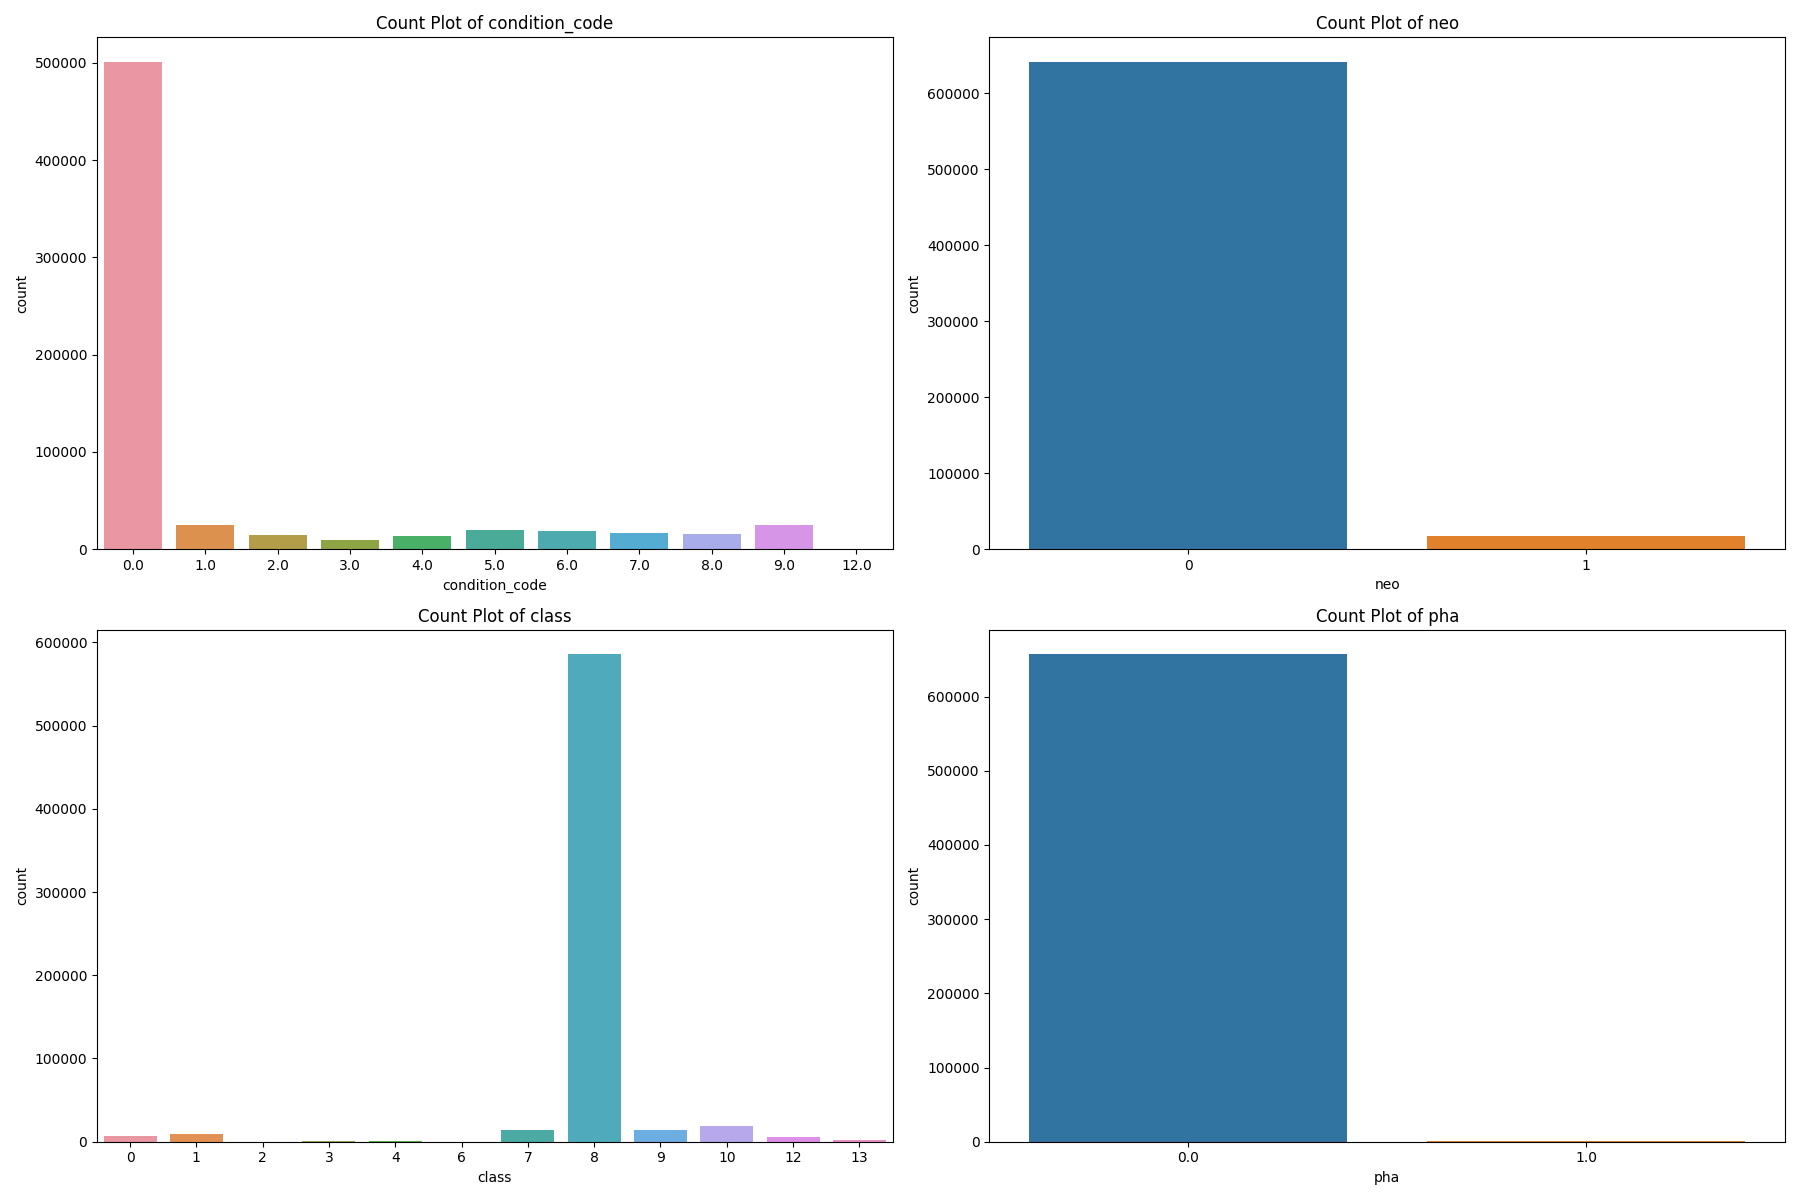 Count Plot of condition_code
500000
400000
300000
200000
100000
0
count
0.0 1.0 2.0 3.0 4.0 5.0 6.0 7.0 8.0 9.0 12.0
condition_code
Count Plot of neo
600000
500000
400000
300000
200000
100000
0
count
0 1
neo
Count Plot of class
600000
500000
400000
300000
200000
100000
0
count
0 1 2 3 4 6 7 8 9 10 12 13
class
Count Plot of pha
600000
500000
400000
300000
200000
100000
0
count
0.0 1.0
pha